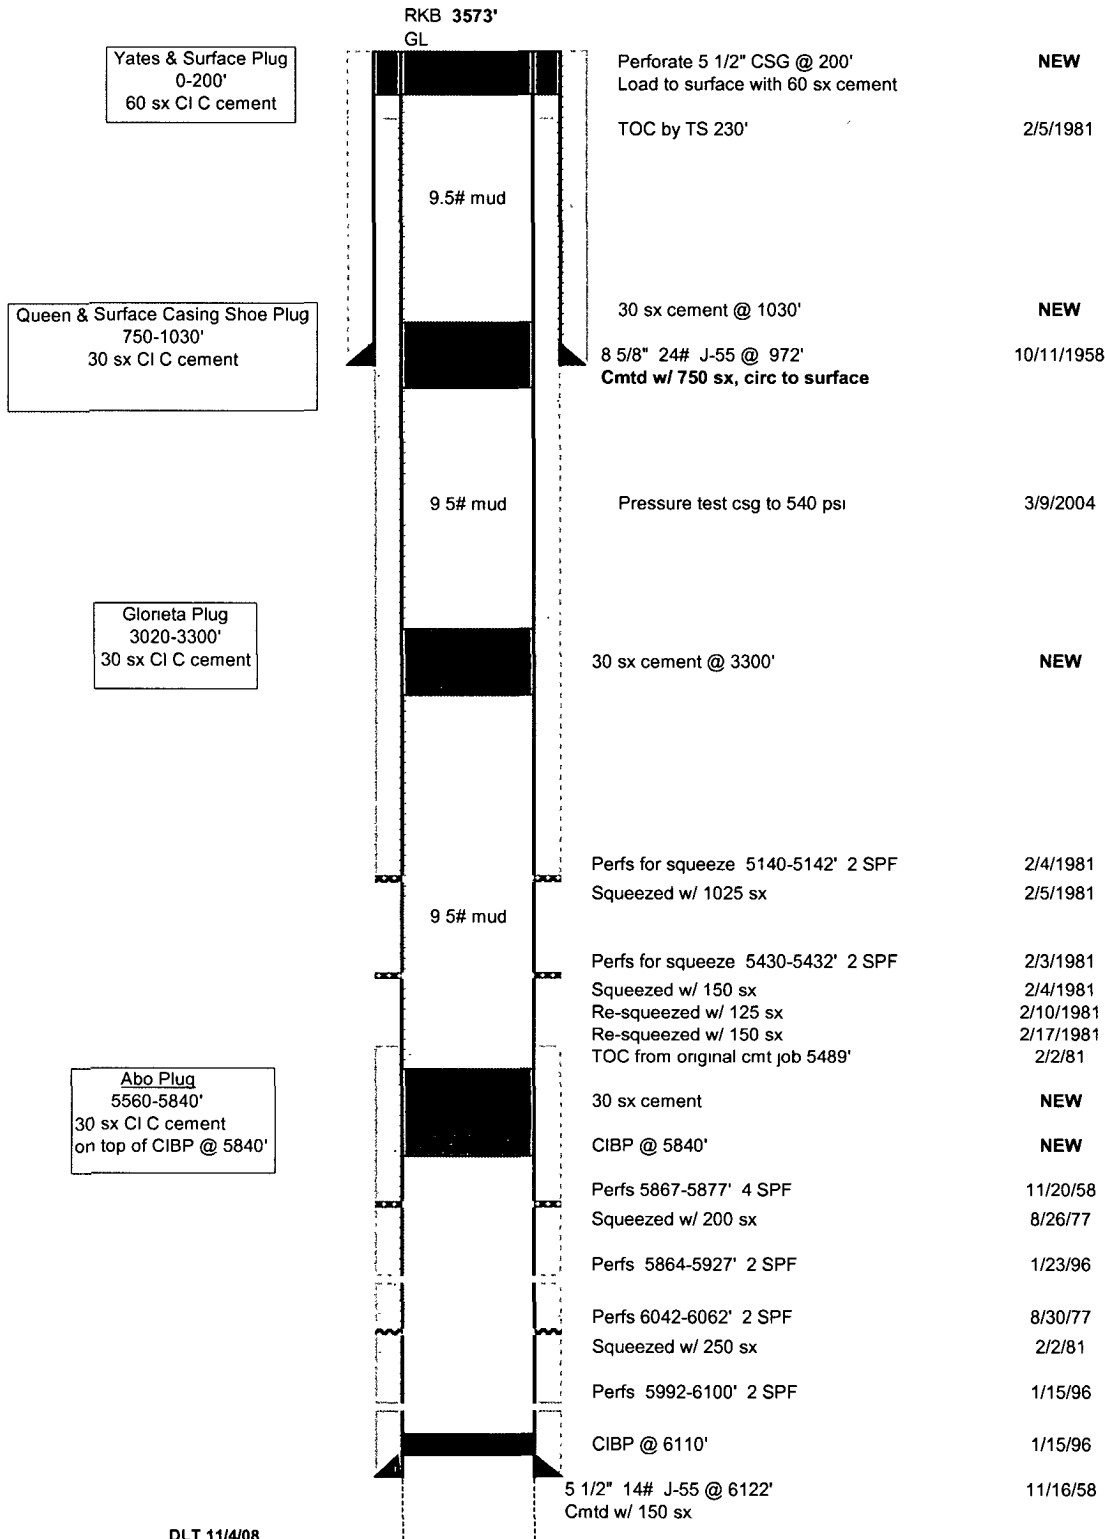 RKB 3573'
GL
Yates & Surface Plug
0-200'
60 sx Cl C cement
Perforate 5 1/2" CSG @ 200' NEW
Load to surface with 60 sx cement
TOC by TS 230' 2/5/1981
9.5# mud
Queen & Surface Casing Shoe Plug
750-1030'
30 sx Cl C cement
30 sx cement @ 1030' NEW
8 5/8" 24# J-55 @ 972' 10/11/1958
Cmtd w/ 750 sx, circ to surface
9 5# mud
Pressure test csg to 540 psi 3/9/2004
Glorieta Plug
3020-3300'
30 sx Cl C cement
30 sx cement @ 3300' NEW
Perfs for squeeze 5140-5142' 2 SPF 2/4/1981
Squeezed w/ 1025 sx 2/5/1981
9 5# mud
Perfs for squeeze 5430-5432' 2 SPF 2/3/1981
Squeezed w/ 150 sx 2/4/1981
Re-squeezed w/ 125 sx 2/10/1981
Re-squeezed w/ 150 sx 2/17/1981
TOC from original cmt job 5489' 2/2/81
Abo Plug
5560-5840'
30 sx Cl C cement
on top of CIBP @ 5840'
30 sx cement NEW
CIBP @ 5840' NEW
Perfs 5867-5877' 4 SPF 11/20/58
Squeezed w/ 200 sx 8/26/77
Perfs 5864-5927' 2 SPF 1/23/96
Perfs 6042-6062' 2 SPF 8/30/77
Squeezed w/ 250 sx 2/2/81
Perfs 5992-6100' 2 SPF 1/15/96
CIBP @ 6110' 1/15/96
5 1/2" 14# J-55 @ 6122' 11/16/58
Cmtd w/ 150 sx
DLT 11/4/08